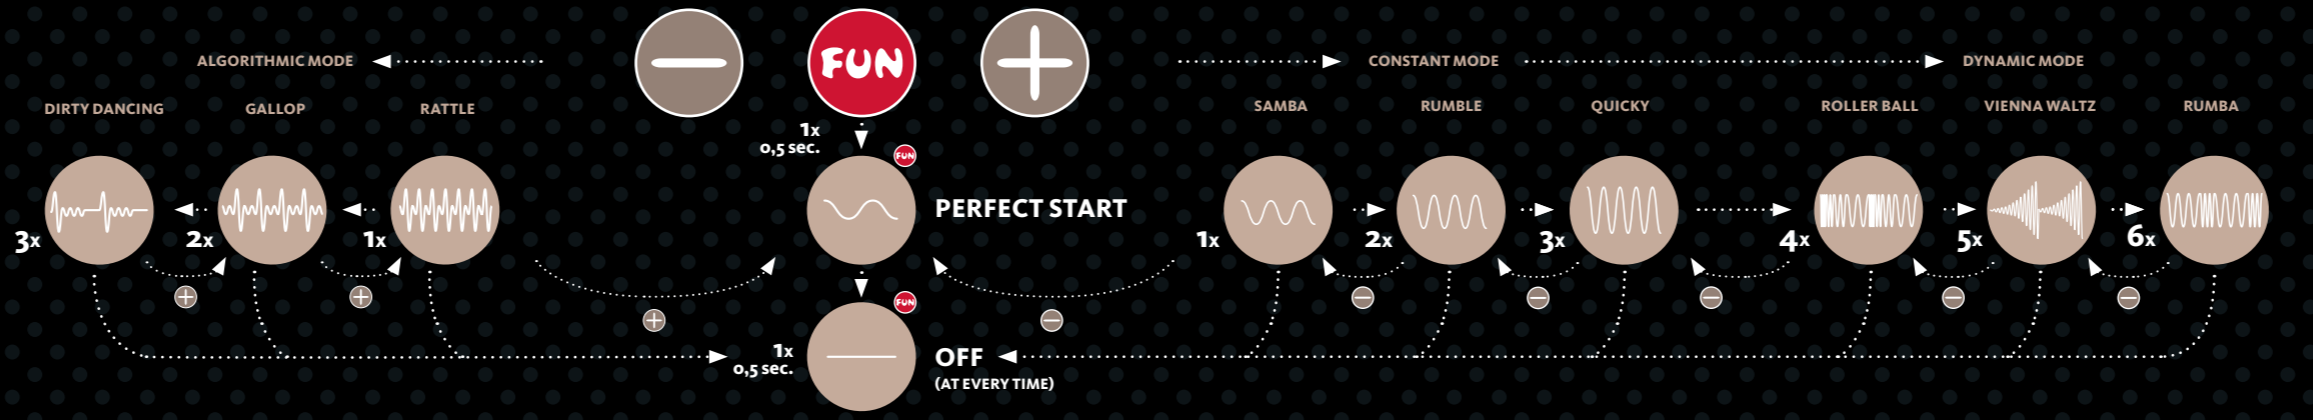 FUN
ALGORITHMIC MODE
CONSTANT MODE
DYNAMIC MODE
DIRTY DANCING
GALLOP
RATTLE
SAMBA
RUMBLE
QUICKY
ROLLER BALL
VIENNA WALTZ
RUMBA
1x
0,5 sec.
FUN
PERFECT START
3x
2x
1x
1x
2x
3x
4x
5x
6x
FUN
1x
0,5 sec.
OFF
(AT EVERY TIME)